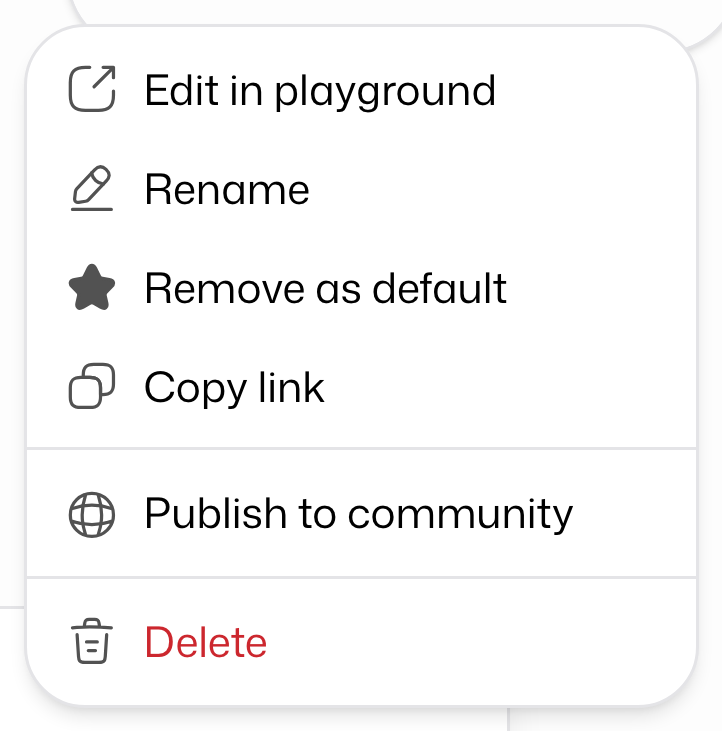 Edit in playground
Rename
Remove as default
Copy link
Publish to community
Delete